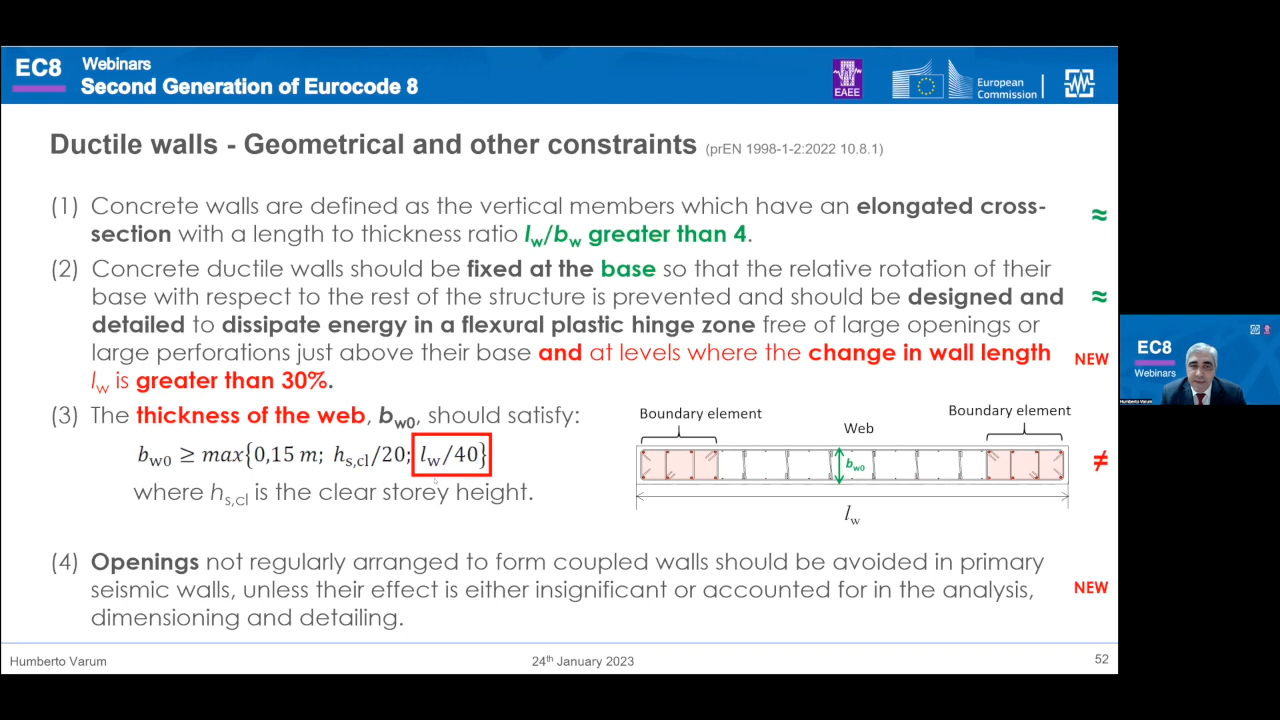 EC8
Webinars
Second Generation of Eurocode 8
EAEE
European
Commission
Ductile walls - Geometrical and other constraints (prEN 1998-1-2:2022 10.8.1)
(1) Concrete walls are defined as the vertical members which have an elongated cross-
section with a length to thickness ratio lw/bw greater than 4.
≈
(2) Concrete ductile walls should be fixed at the base so that the relative rotation of their
base with respect to the rest of the structure is prevented and should be designed and
≈
detailed to dissipate energy in a flexural plastic hinge zone free of large openings or
large perforations just above their base and at levels where the change in wall length
NEW
lw is greater than 30%.
(3) The thickness of the web, bw0, should satisfy:
bw0 ≥ max{0,15 m; hs,cl/20; lw/40}
where hs,cl is the clear storey height.
Boundary element
Web
Boundary element
bw0
lw
≠
(4) Openings not regularly arranged to form coupled walls should be avoided in primary
seismic walls, unless their effect is either insignificant or accounted for in the analysis,
NEW
dimensioning and detailing.
Humberto Varum
24th January 2023
52
EC8
Webinars
Humberto Varum